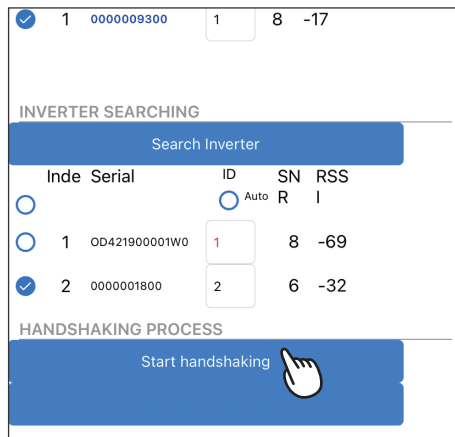 1 0000009300 1 8 -17
INVERTER SEARCHING
Search Inverter
Inde Serial ID SN RSS
Auto R I
1 OD421900001W0 1 8 -69
2 0000001800 2 6 -32
HANDSHAKING PROCESS
Start handshaking